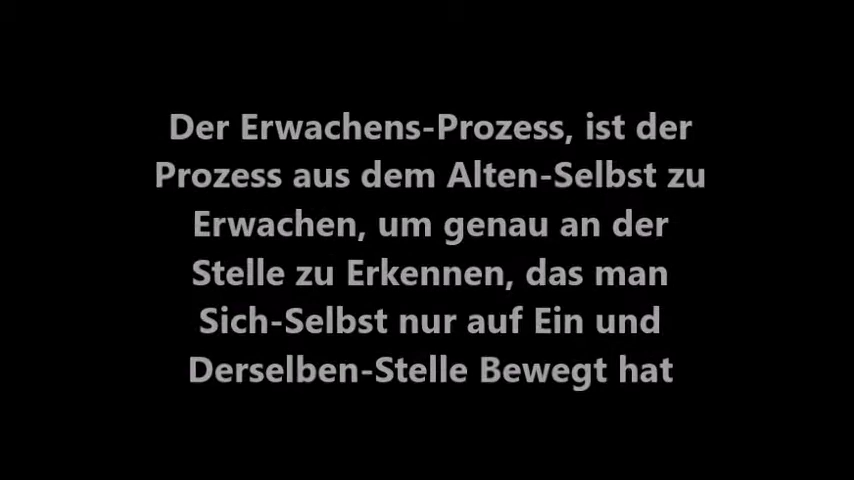 Der Erwachens-Prozess, ist der
Prozess aus dem Alten-Selbst zu
Erwachen, um genau an der
Stelle zu Erkennen, das man
Sich-Selbst nur auf Ein und
Derselben-Stelle Bewegt hat